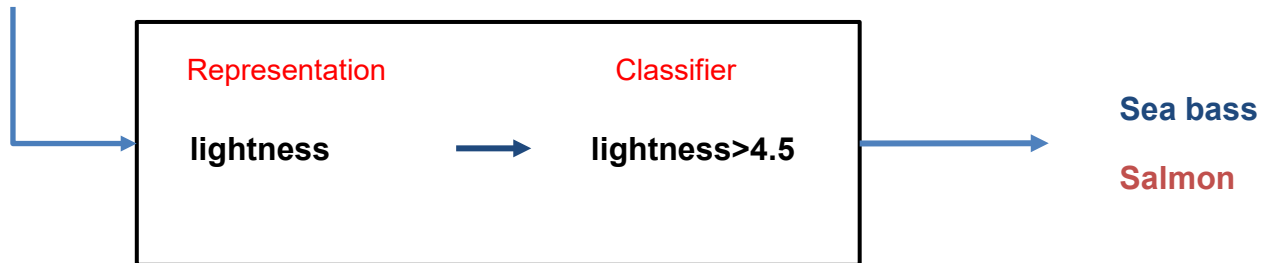 Representation Classifier
Sea bass
lightness lightness>4.5
Salmon